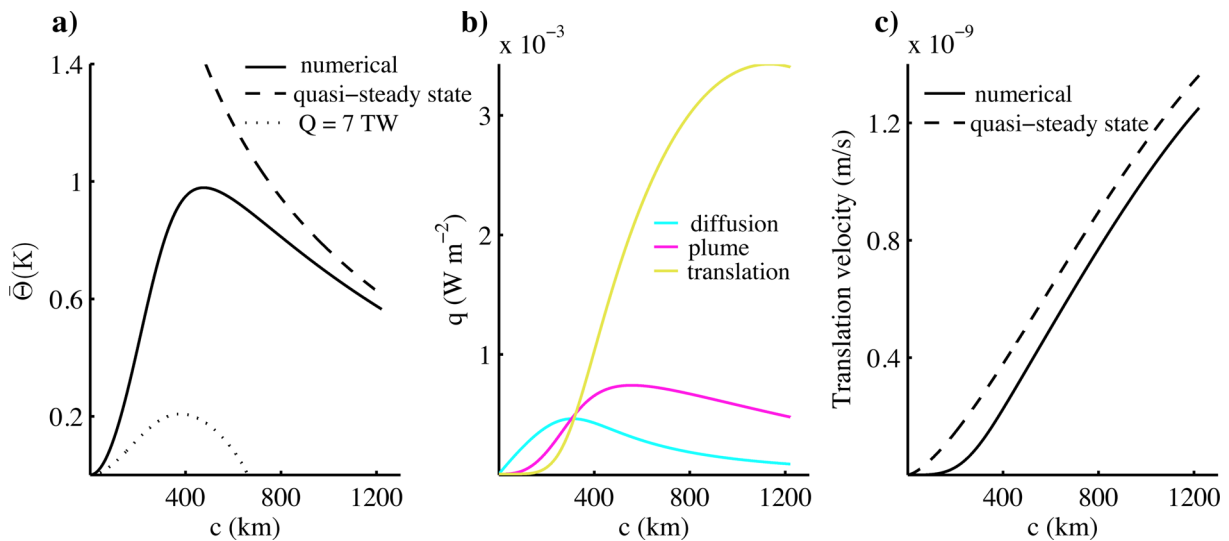 a)
1.4
1
0.6
0.2
Θ̄(K)
numerical
quasi−steady state
Q = 7 TW
400
800
1200
c (km)
b)
x 10⁻³
3
2
1
q (W m⁻²)
diffusion
plume
translation
400
800
1200
c (km)
c)
x 10⁻⁹
1.2
0.8
0.4
Translation velocity (m/s)
numerical
quasi−steady state
400
800
1200
c (km)